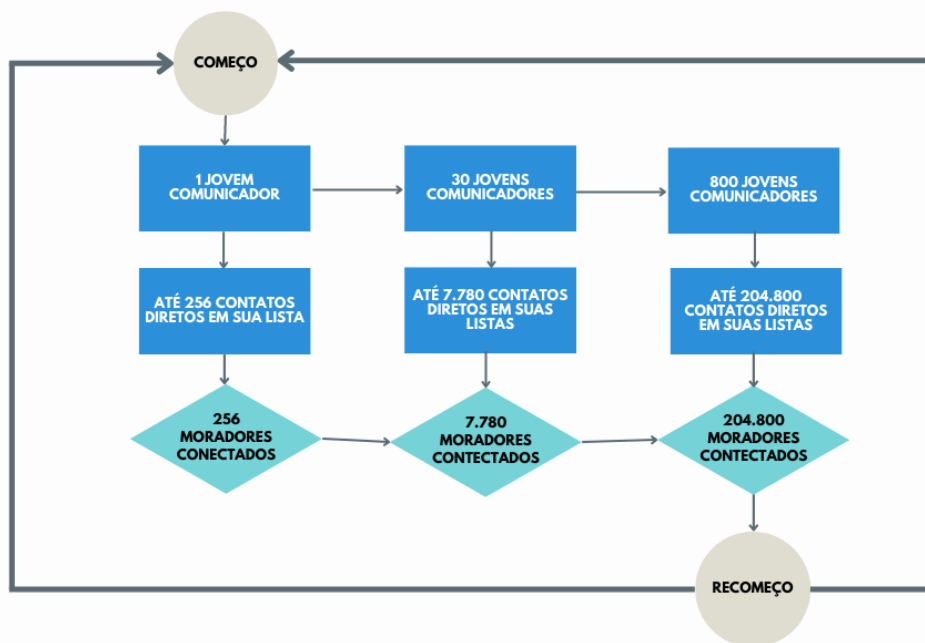 COMEÇO
1 JOVEM
COMUNICADOR
30 JOVENS
COMUNICADORES
800 JOVENS
COMUNICADORES
ATÉ 256 CONTATOS
DIRETOS EM SUA LISTA
ATÉ 7.780 CONTATOS
DIRETOS EM SUAS
LISTAS
ATÉ 204.800
CONTATOS DIRETOS
EM SUAS LISTAS
256
MORADORES
CONECTADOS
7.780
MORADORES
CONTECTADOS
204.800
MORADORES
CONTECTADOS
RECOMEÇO